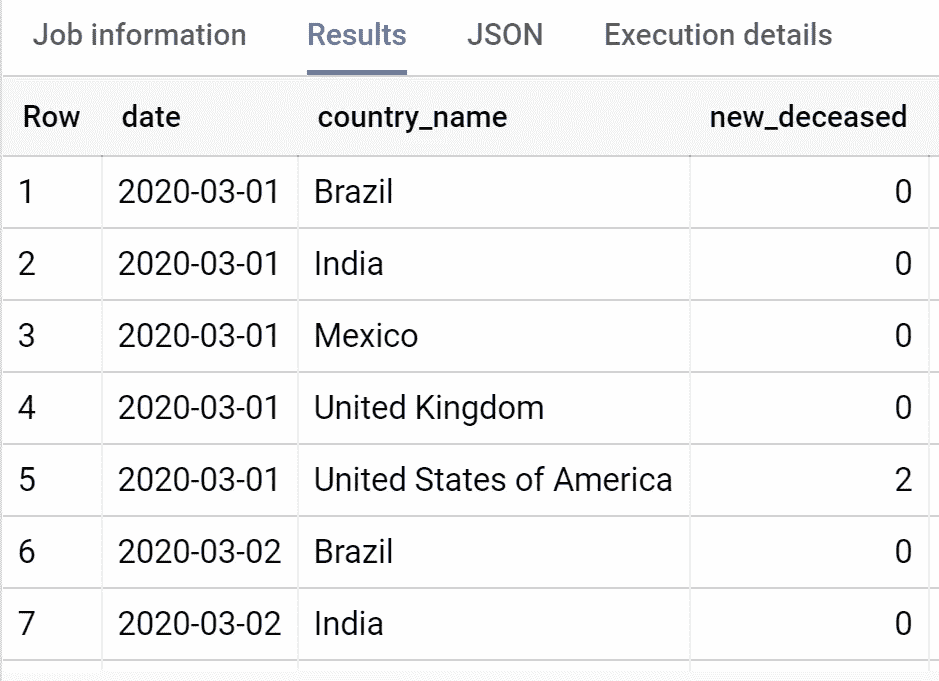 Job information Results JSON Execution details
Row date country_name new_deceased
1 2020-03-01 Brazil 0
2 2020-03-01 India 0
3 2020-03-01 Mexico 0
4 2020-03-01 United Kingdom 0
5 2020-03-01 United States of America 2
6 2020-03-02 Brazil 0
7 2020-03-02 India 0